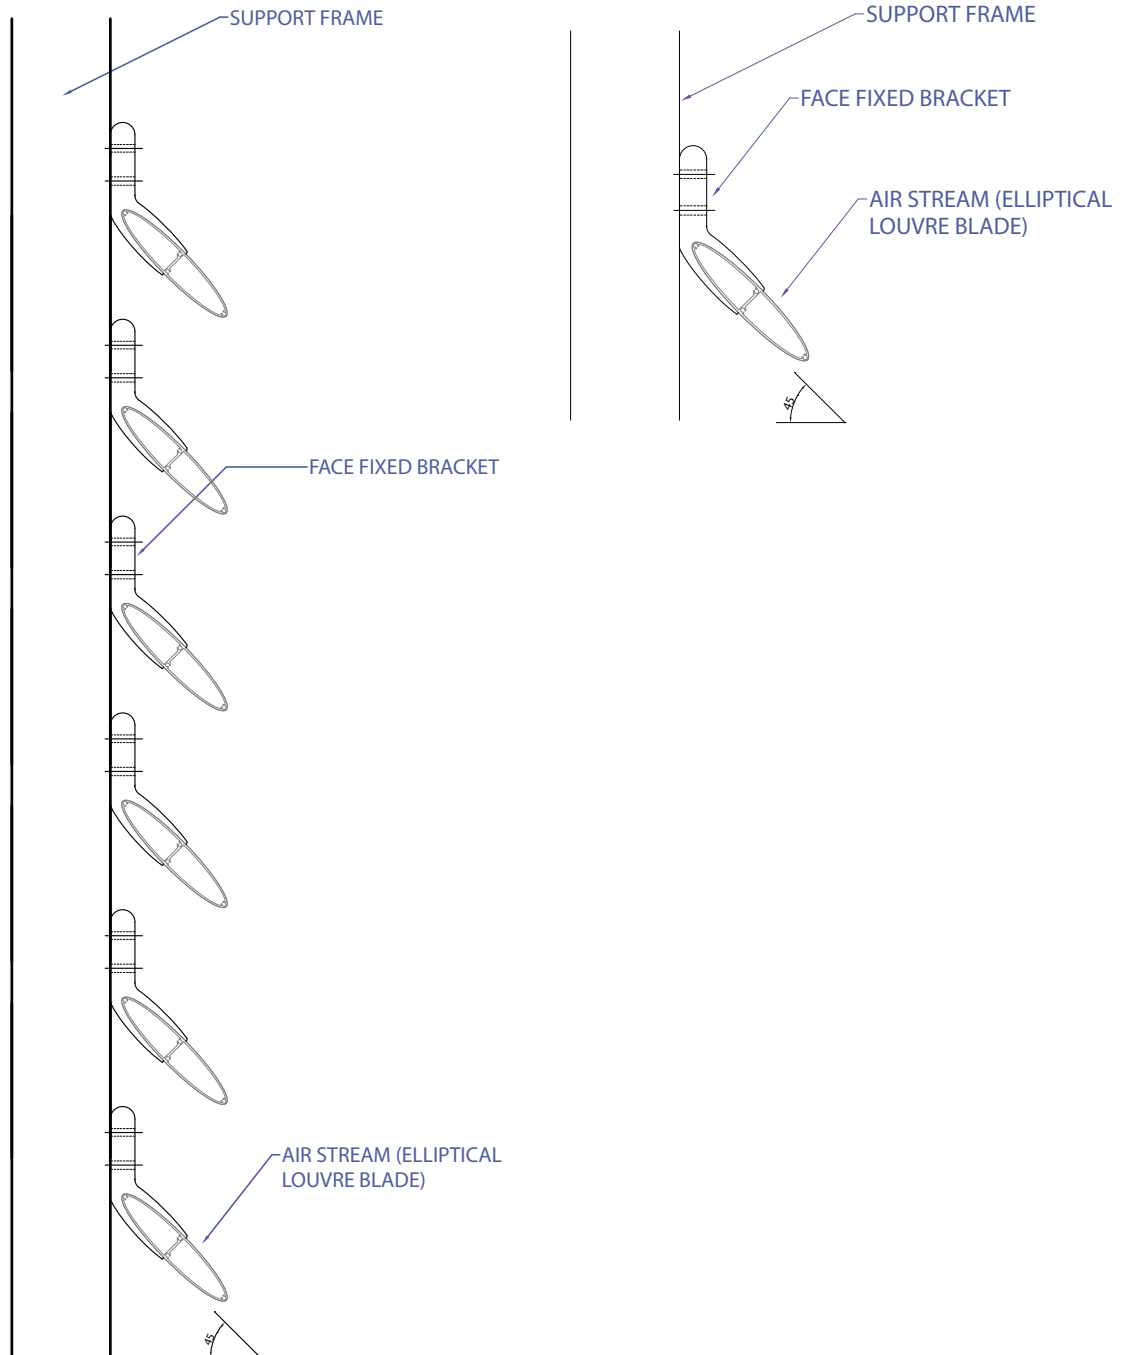 SUPPORT FRAME
FACE FIXED BRACKET
AIR STREAM (ELLIPTICAL
LOUVRE BLADE)
45
SUPPORT FRAME
FACE FIXED BRACKET
AIR STREAM (ELLIPTICAL
LOUVRE BLADE)
45